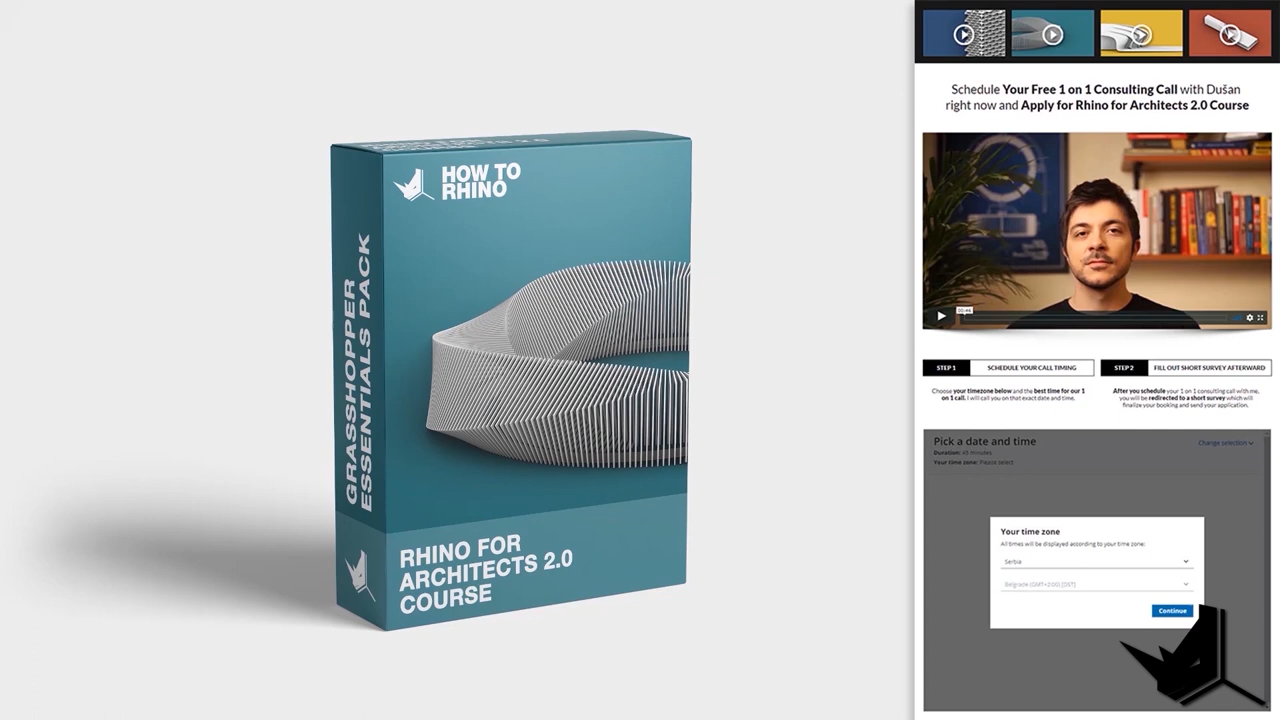 HOW TO
RHINO
GRASSHOPPER
ESSENTIALS PACK
RHINO FOR
ARCHITECTS 2.0
COURSE
Schedule Your Free 1 on 1 Consulting Call with Dušan
right now and Apply for Rhino for Architects 2.0 Course
STEP 1
SCHEDULE YOUR CALL TIMING
STEP 2
FILL OUT SHORT SURVEY AFTERWARD
Choose your timezone below and the best time for our 1
on 1 call. I will call you on that exact date and time.
After you schedule your 1 on 1 consulting call with me,
you will be redirected to a short survey which will
finalize your booking and send your application.
Pick a date and time
Change selection
Duration: 45 minutes
Your time zone: Please select
Your time zone
All times will be displayed according to your time zone:
Serbia
Belgrade (GMT+2:00) [DST]
Continue